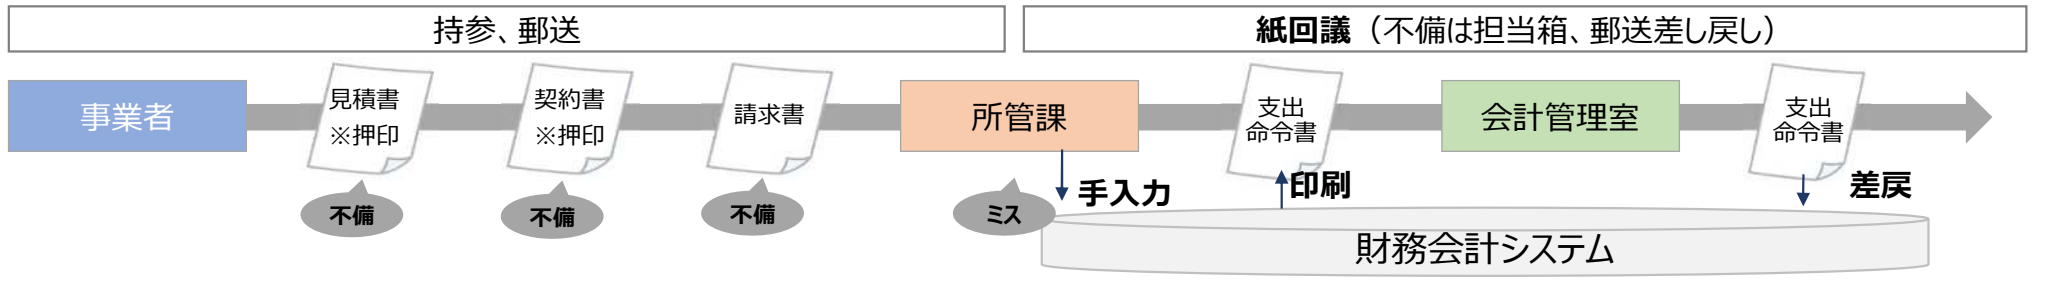 持参、郵送
紙回議（不備は担当箱、郵送差し戻し）
事業者
見積書
※押印
契約書
※押印
請求書
所管課
支出
命令書
会計管理室
支出
命令書
不備
不備
不備
ミス
手入力
印刷
差戻
財務会計システム